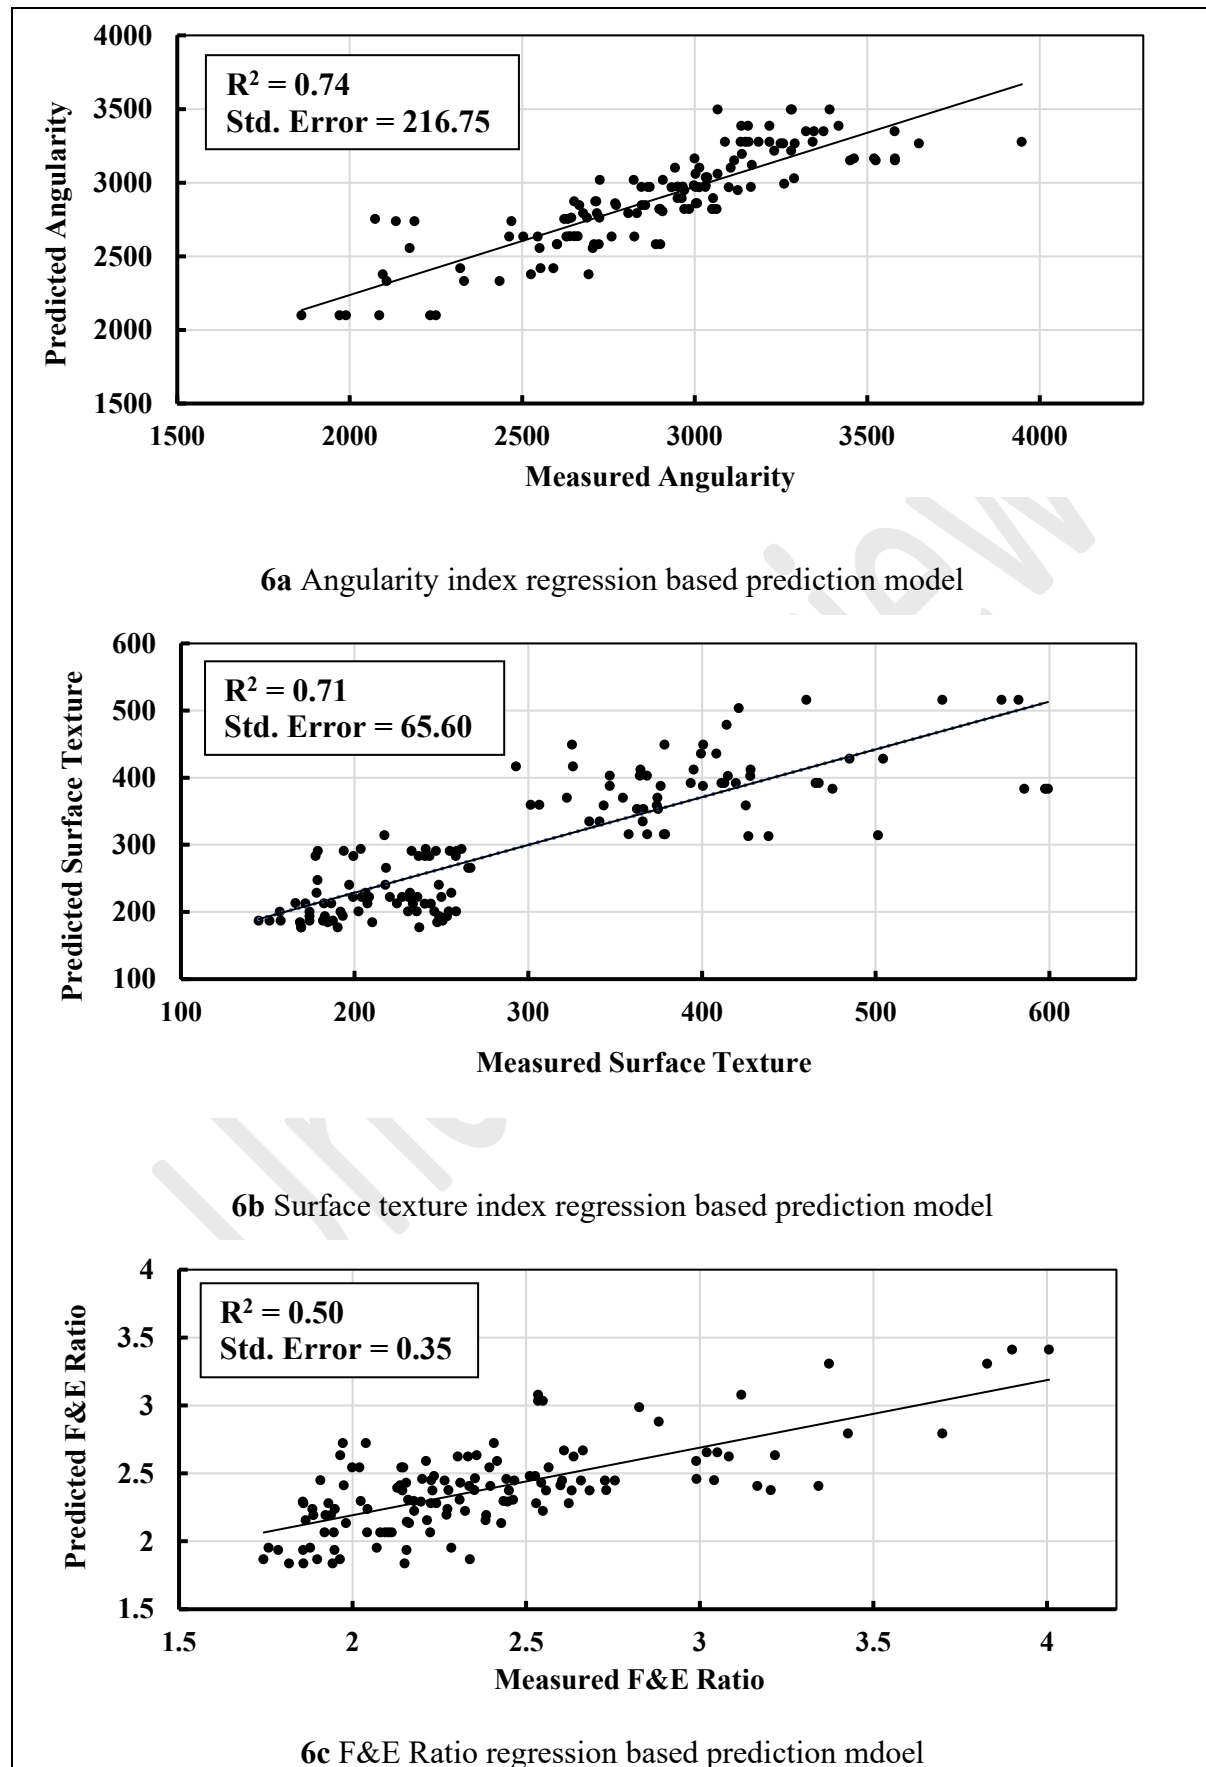 4000
3500
3000
2500
2000
1500
R² = 0.74
Std. Error = 216.75
Predicted Angularity
1500 2000 2500 3000 3500 4000
Measured Angularity
6a Angularity index regression based prediction model
600
500
400
300
200
100
R² = 0.71
Std. Error = 65.60
Predicted Surface Texture
100 200 300 400 500 600
Measured Surface Texture
6b Surface texture index regression based prediction model
4
3.5
3
2.5
2
1.5
R² = 0.50
Std. Error = 0.35
Predicted F&E Ratio
1.5 2 2.5 3 3.5 4
Measured F&E Ratio
6c F&E Ratio regression based prediction mdoel